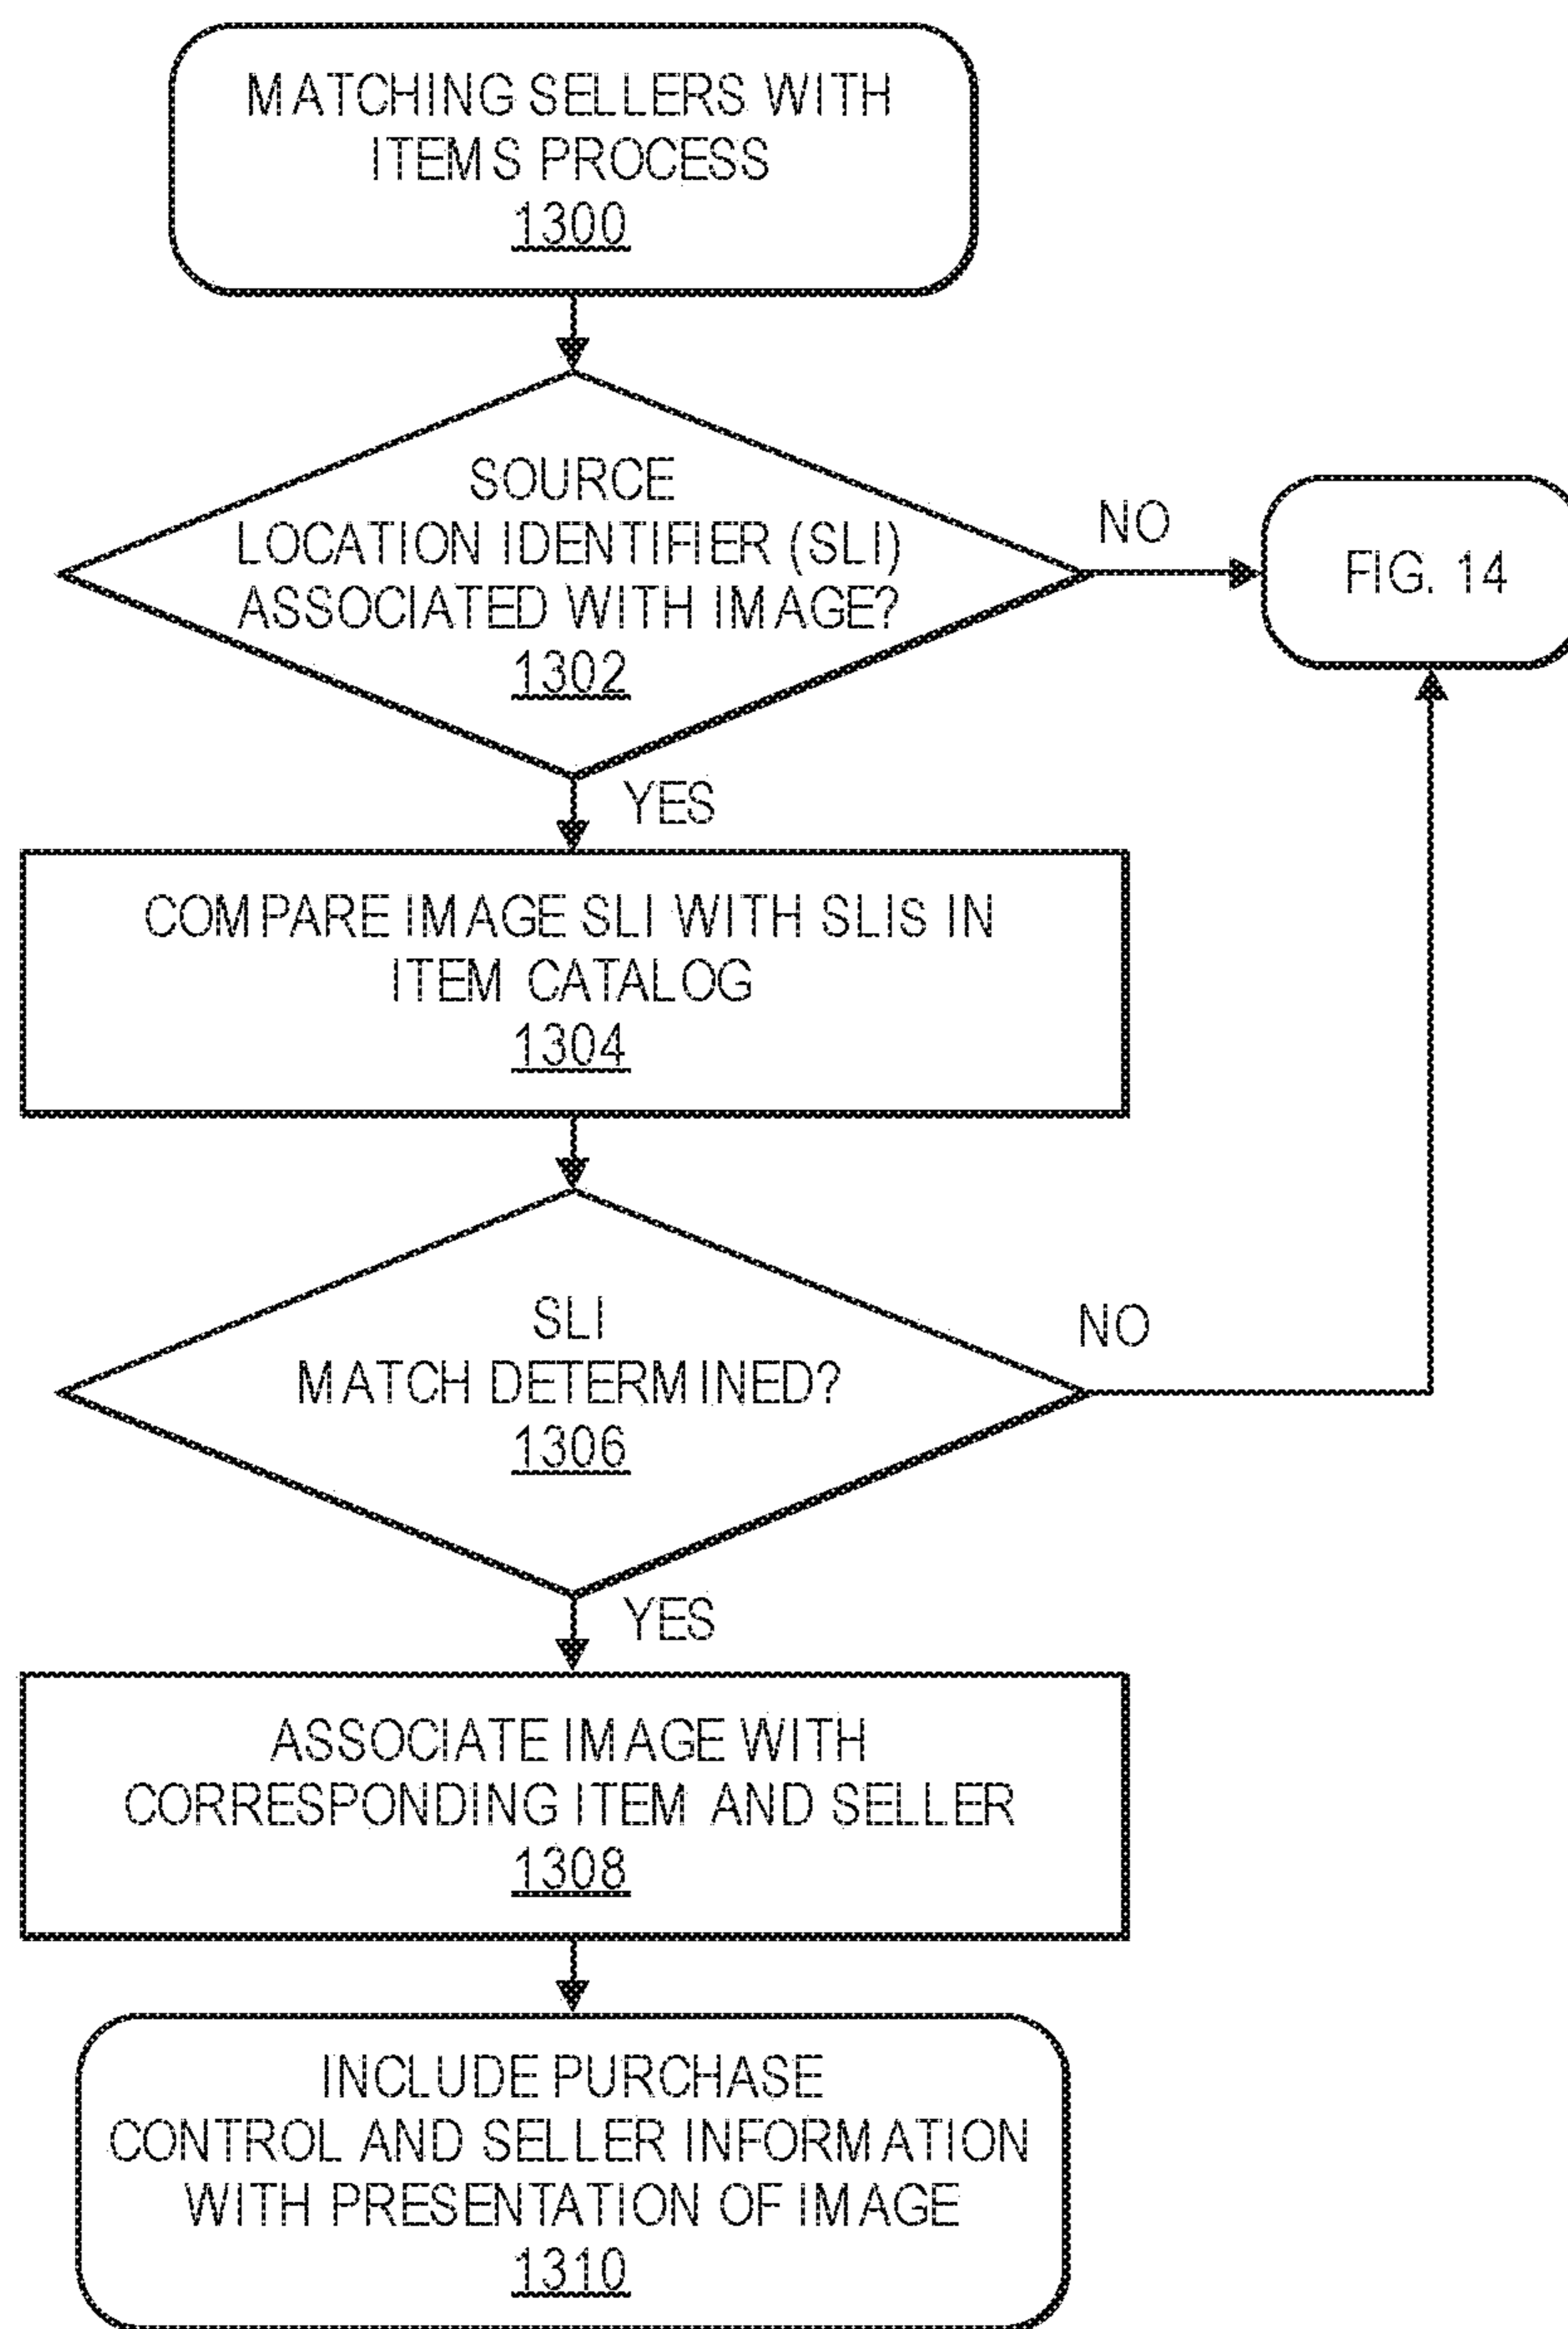 MATCHING SELLERS WITH
ITEMS PROCESS
1300
SOURCE
LOCATION IDENTIFIER (SLI)
ASSOCIATED WITH IMAGE?
1302
NO
FIG. 14
YES
COMPARE IMAGE SLI WITH SLIs IN
ITEM CATALOG
1304
SLI
MATCH DETERMINED?
1306
NO
YES
ASSOCIATE IMAGE WITH
CORRESPONDING ITEM AND SELLER
1308
INCLUDE PURCHASE
CONTROL AND SELLER INFORMATION
WITH PRESENTATION OF IMAGE
1310